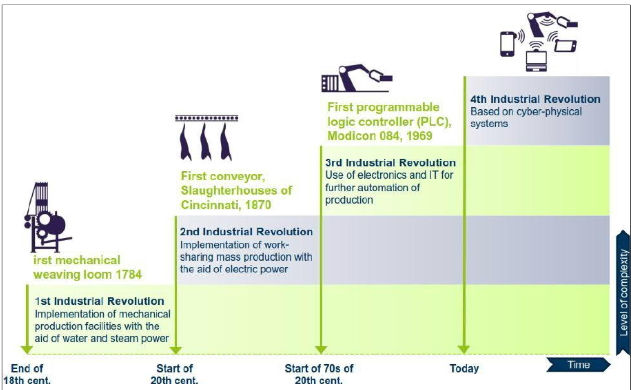 4th Industrial Revolution
Based on cyber-physical
systems
First programmable
logic controller (PLC),
Modicon 084, 1969
3rd Industrial Revolution
Use of electronics and IT for
further automation of
production
First conveyor,
Slaughterhouses of
Cincinnati, 1870
2nd Industrial Revolution
Implementation of work-
sharing mass production with
the aid of electric power
irst mechanical
weaving loom 1784
1st Industrial Revolution
Implementation of mechanical
production facilities with the
aid of water and steam power
Level of complexity
Time
End of
18th cent.
Start of
20th cent.
Start of 70s of
20th cent.
Today